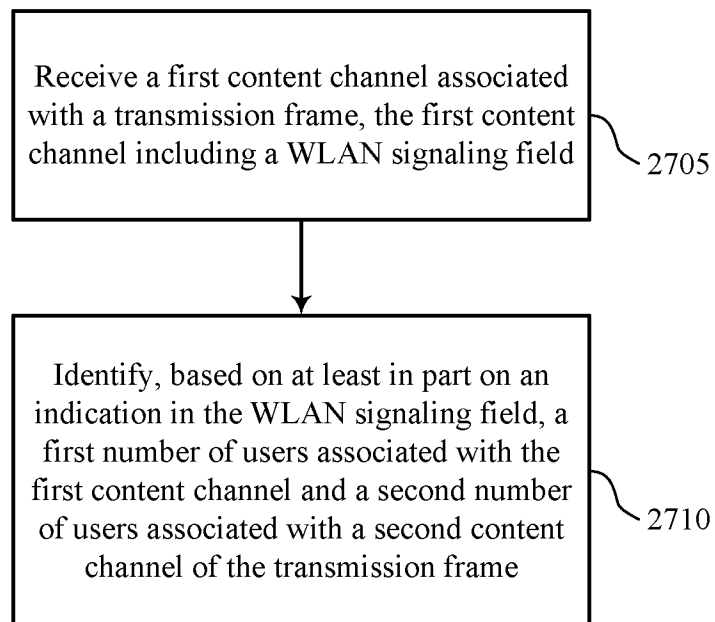 Receive a first content channel associated
with a transmission frame, the first content
channel including a WLAN signaling field
2705
Identify, based on at least in part on an
indication in the WLAN signaling field, a
first number of users associated with the
first content channel and a second number
of users associated with a second content
channel of the transmission frame
2710